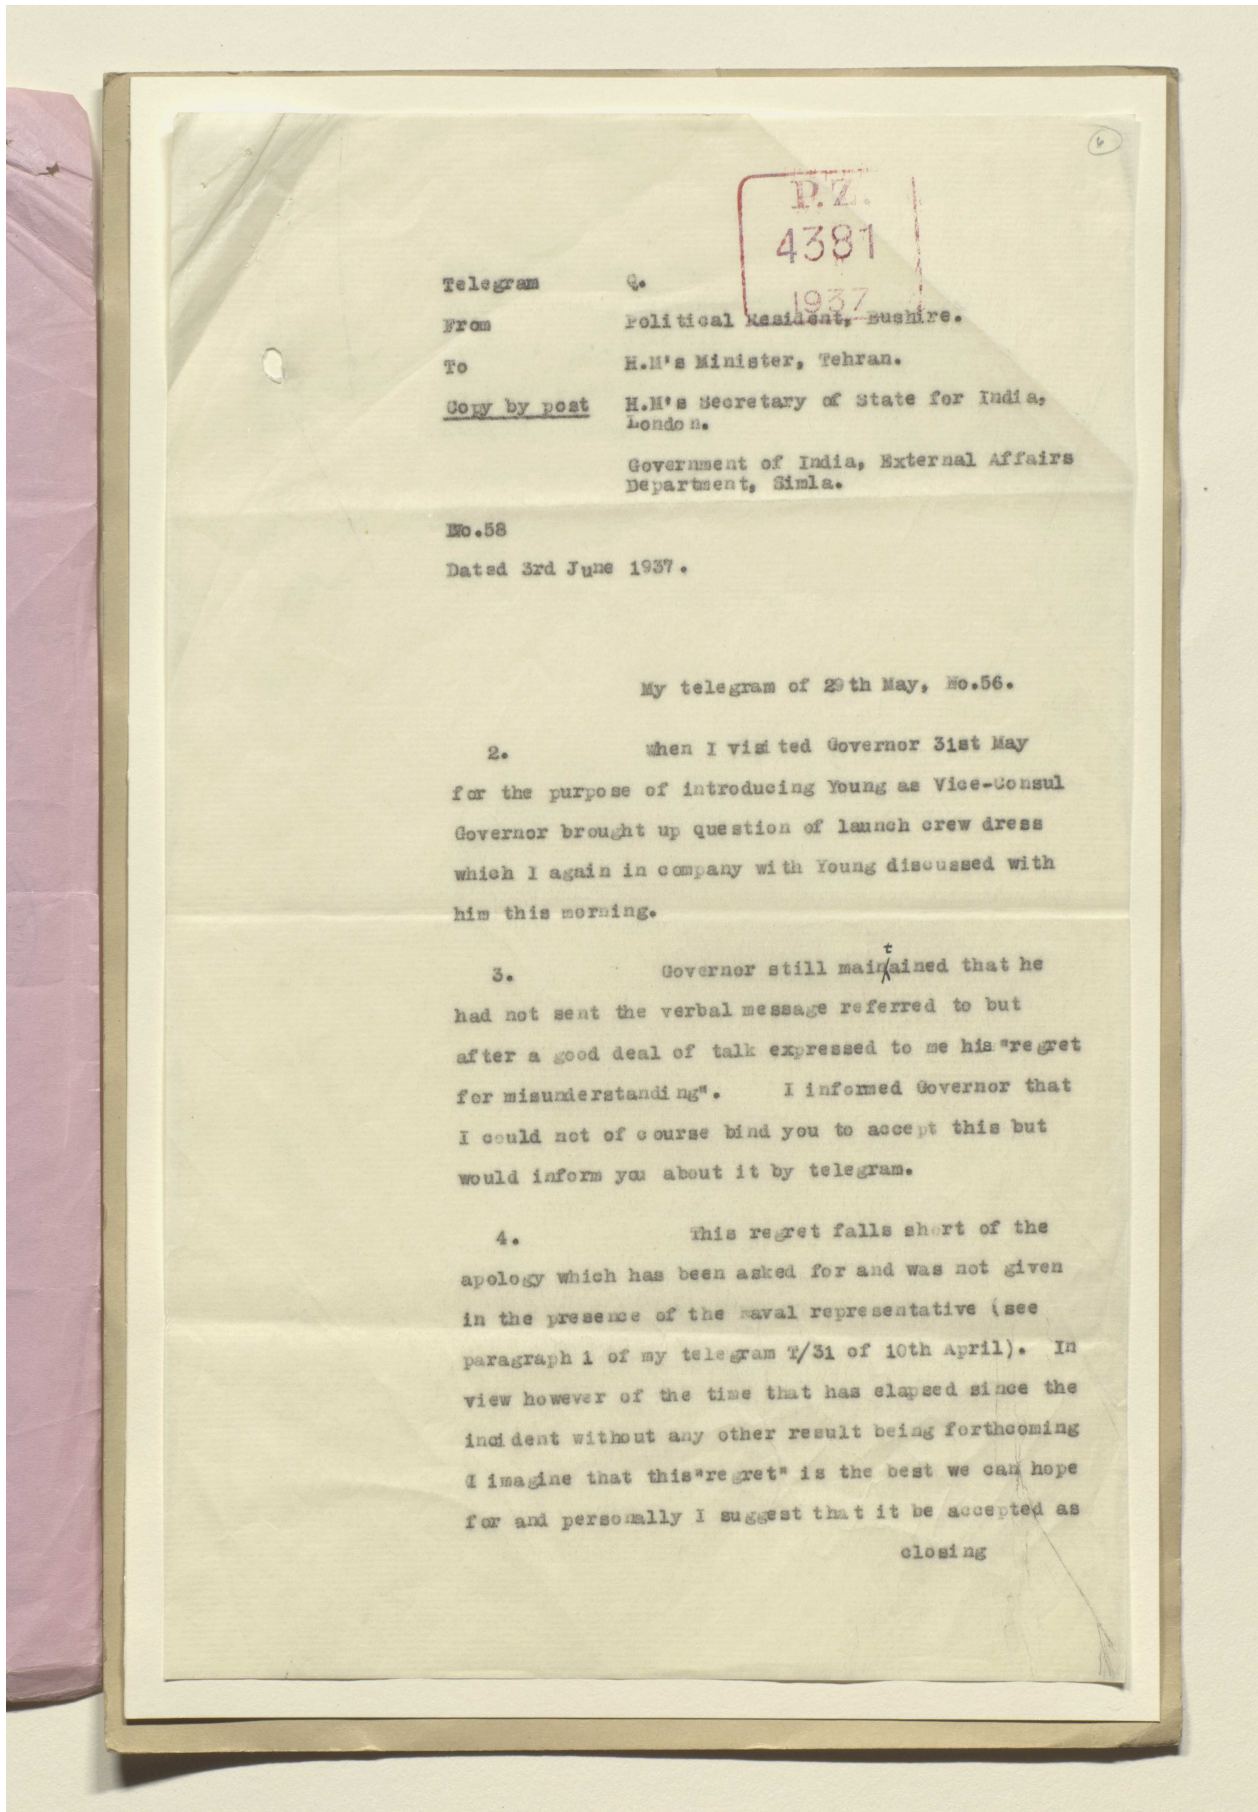 6
P.Z.
4381
1937
Telegram Q.
From Political Resident, Bushire.
To H.M's Minister, Tehran.
Copy by post H.M's Secretary of State for India,
London.
Government of India, External Affairs
Department, Simla.
No.58
Dated 3rd June 1937.
My telegram of 29th May, No.56.
2. When I visited Governor 31st May
for the purpose of introducing Young as Vice-Consul
Governor brought up question of launch crew dress
which I again in company with Young discussed with
him this morning.
3. Governor still maintained that he
had not sent the verbal message referred to but
after a good deal of talk expressed to me his "regret
for misunderstanding". I informed Governor that
I could not of course bind you to accept this but
would inform you about it by telegram.
4. This regret falls short of the
apology which has been asked for and was not given
in the presence of the naval representative (see
paragraph 1 of my telegram T/31 of 10th April). In
view however of the time that has elapsed since the
incident without any other result being forthcoming
I imagine that this "regret" is the best we can hope
for and personally I suggest that it be accepted as
closing